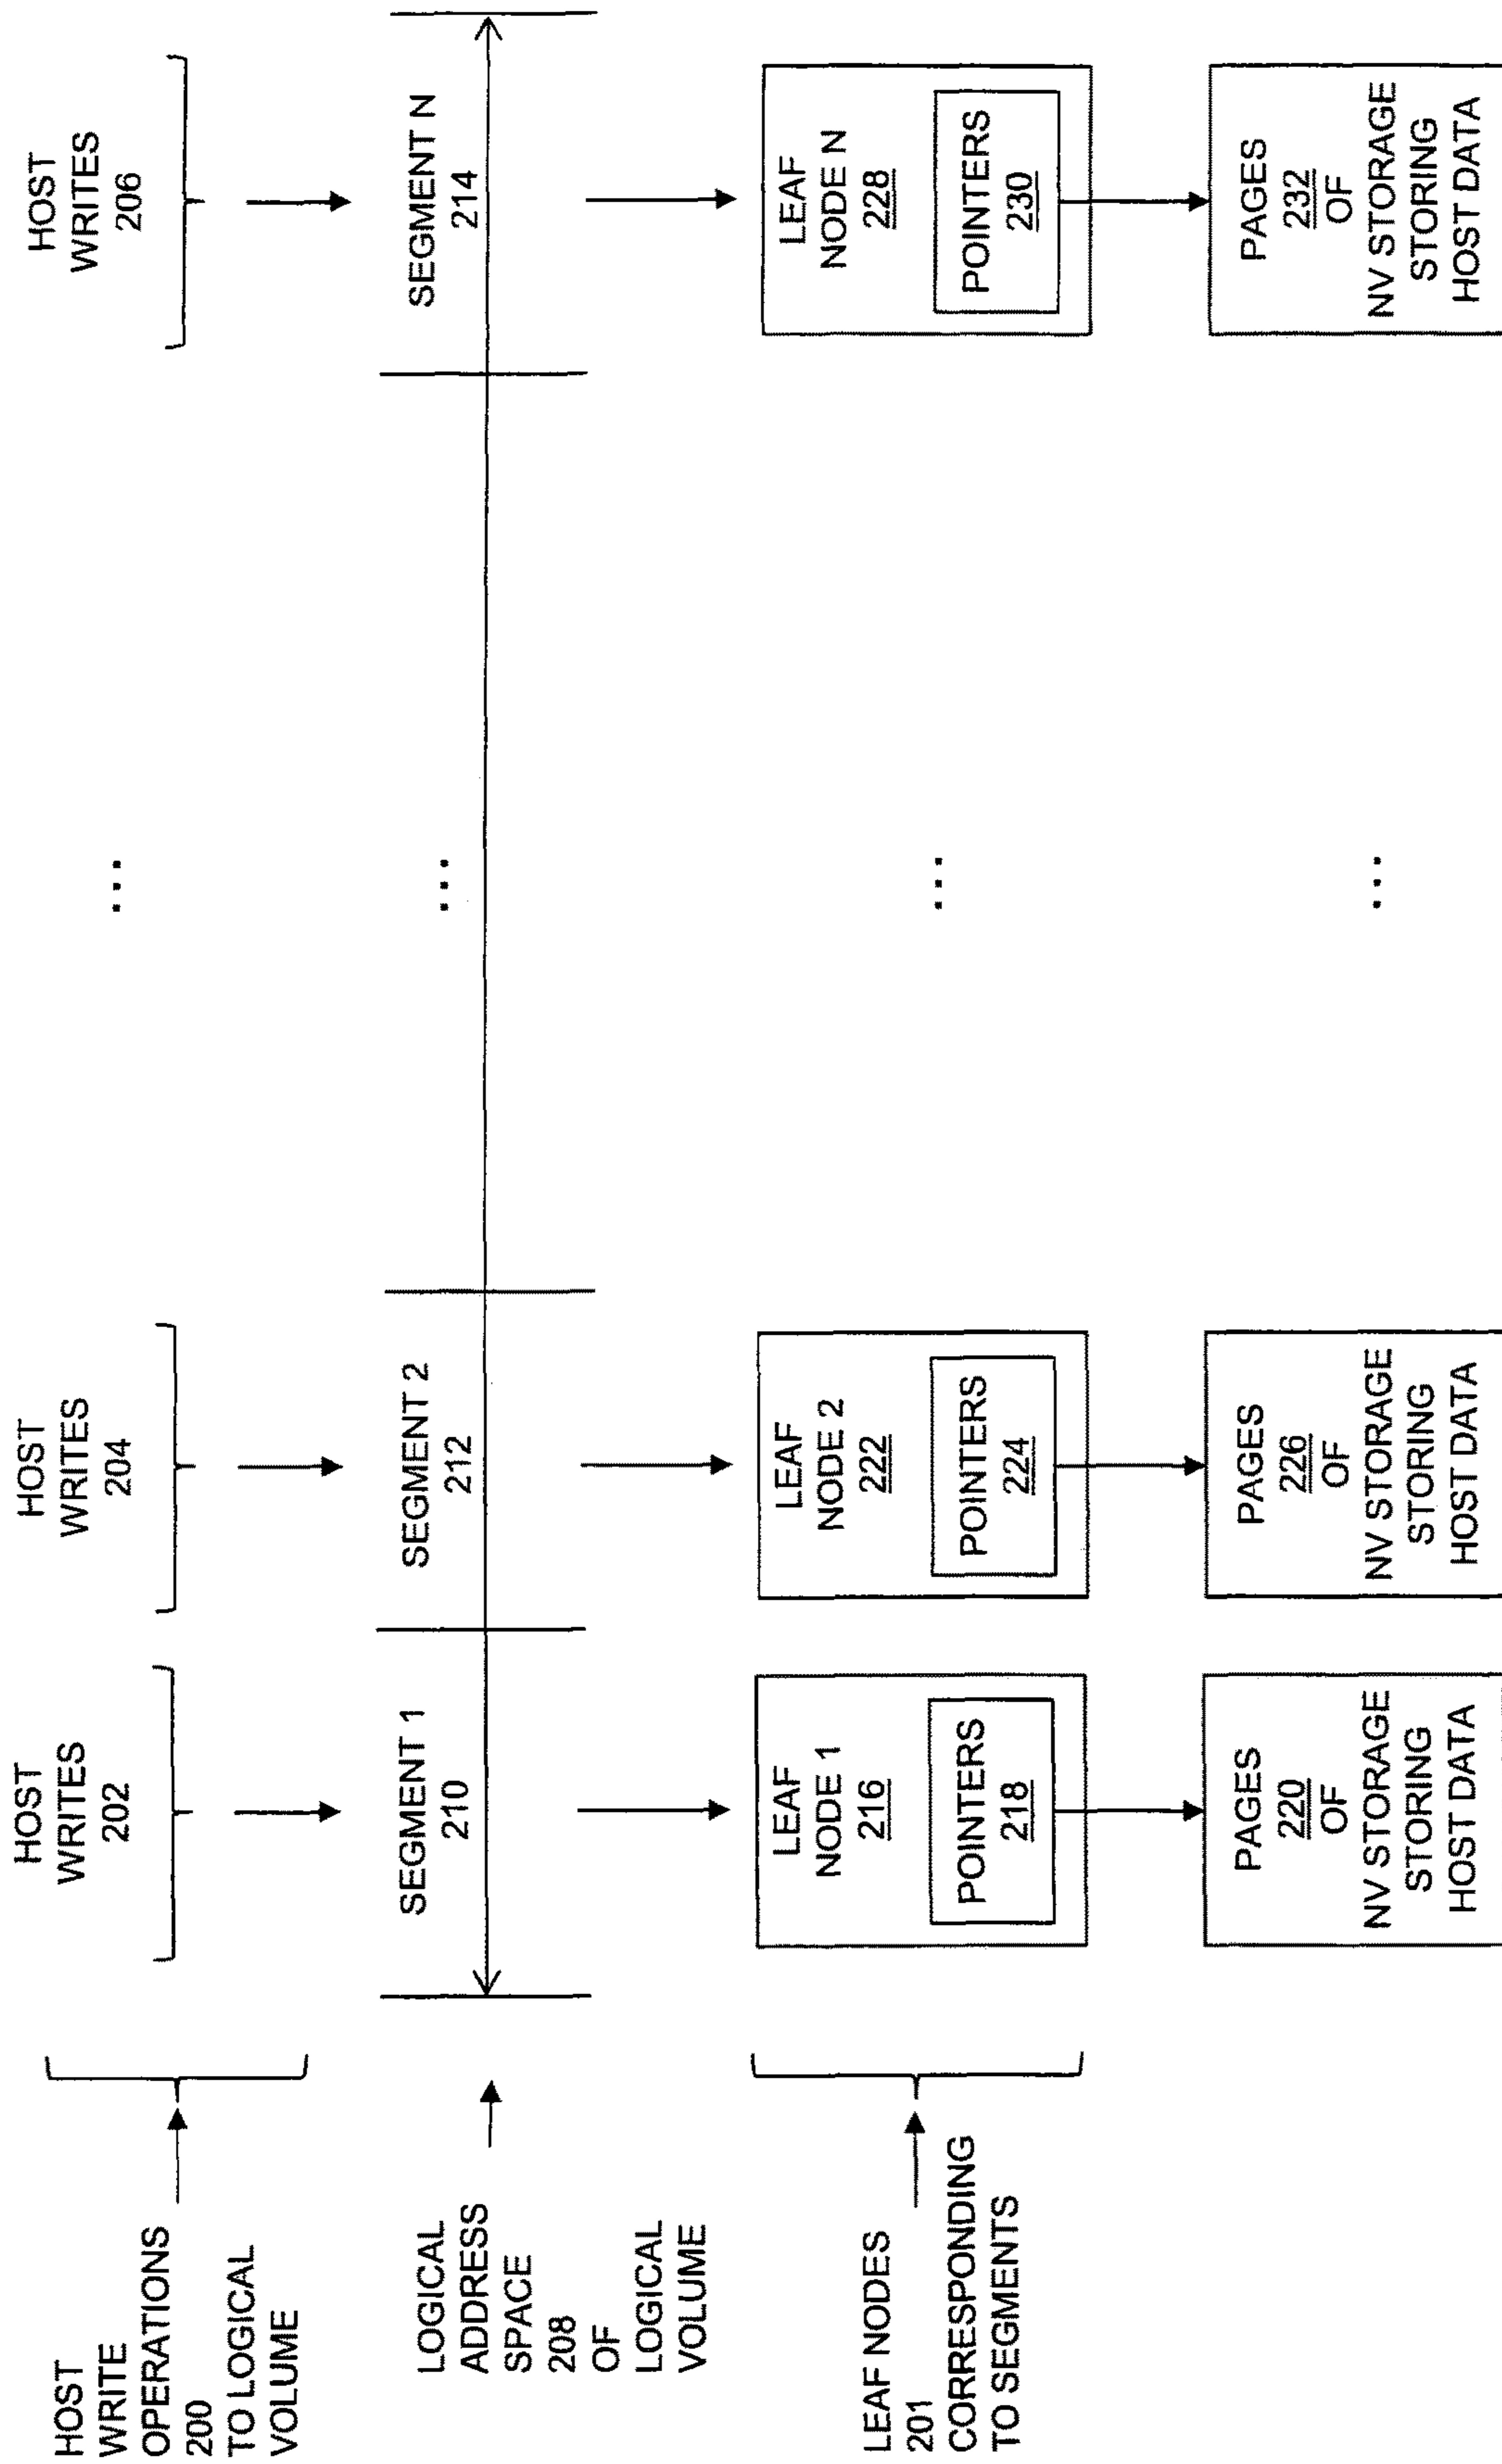 HOST
WRITE
OPERATIONS
200
TO LOGICAL
VOLUME
HOST
WRITES
202
HOST
WRITES
204
...
HOST
WRITES
206
LOGICAL
ADDRESS
SPACE
208
OF
LOGICAL
VOLUME
SEGMENT 1
210
SEGMENT 2
212
...
SEGMENT N
214
LEAF NODES
201
CORRESPONDING
TO SEGMENTS
LEAF
NODE 1
216
POINTERS
218
LEAF
NODE 2
222
POINTERS
224
...
LEAF
NODE N
228
POINTERS
230
PAGES
220
OF
NV STORAGE
STORING
HOST DATA
PAGES
226
OF
NV STORAGE
STORING
HOST DATA
...
PAGES
232
OF
NV STORAGE
STORING
HOST DATA